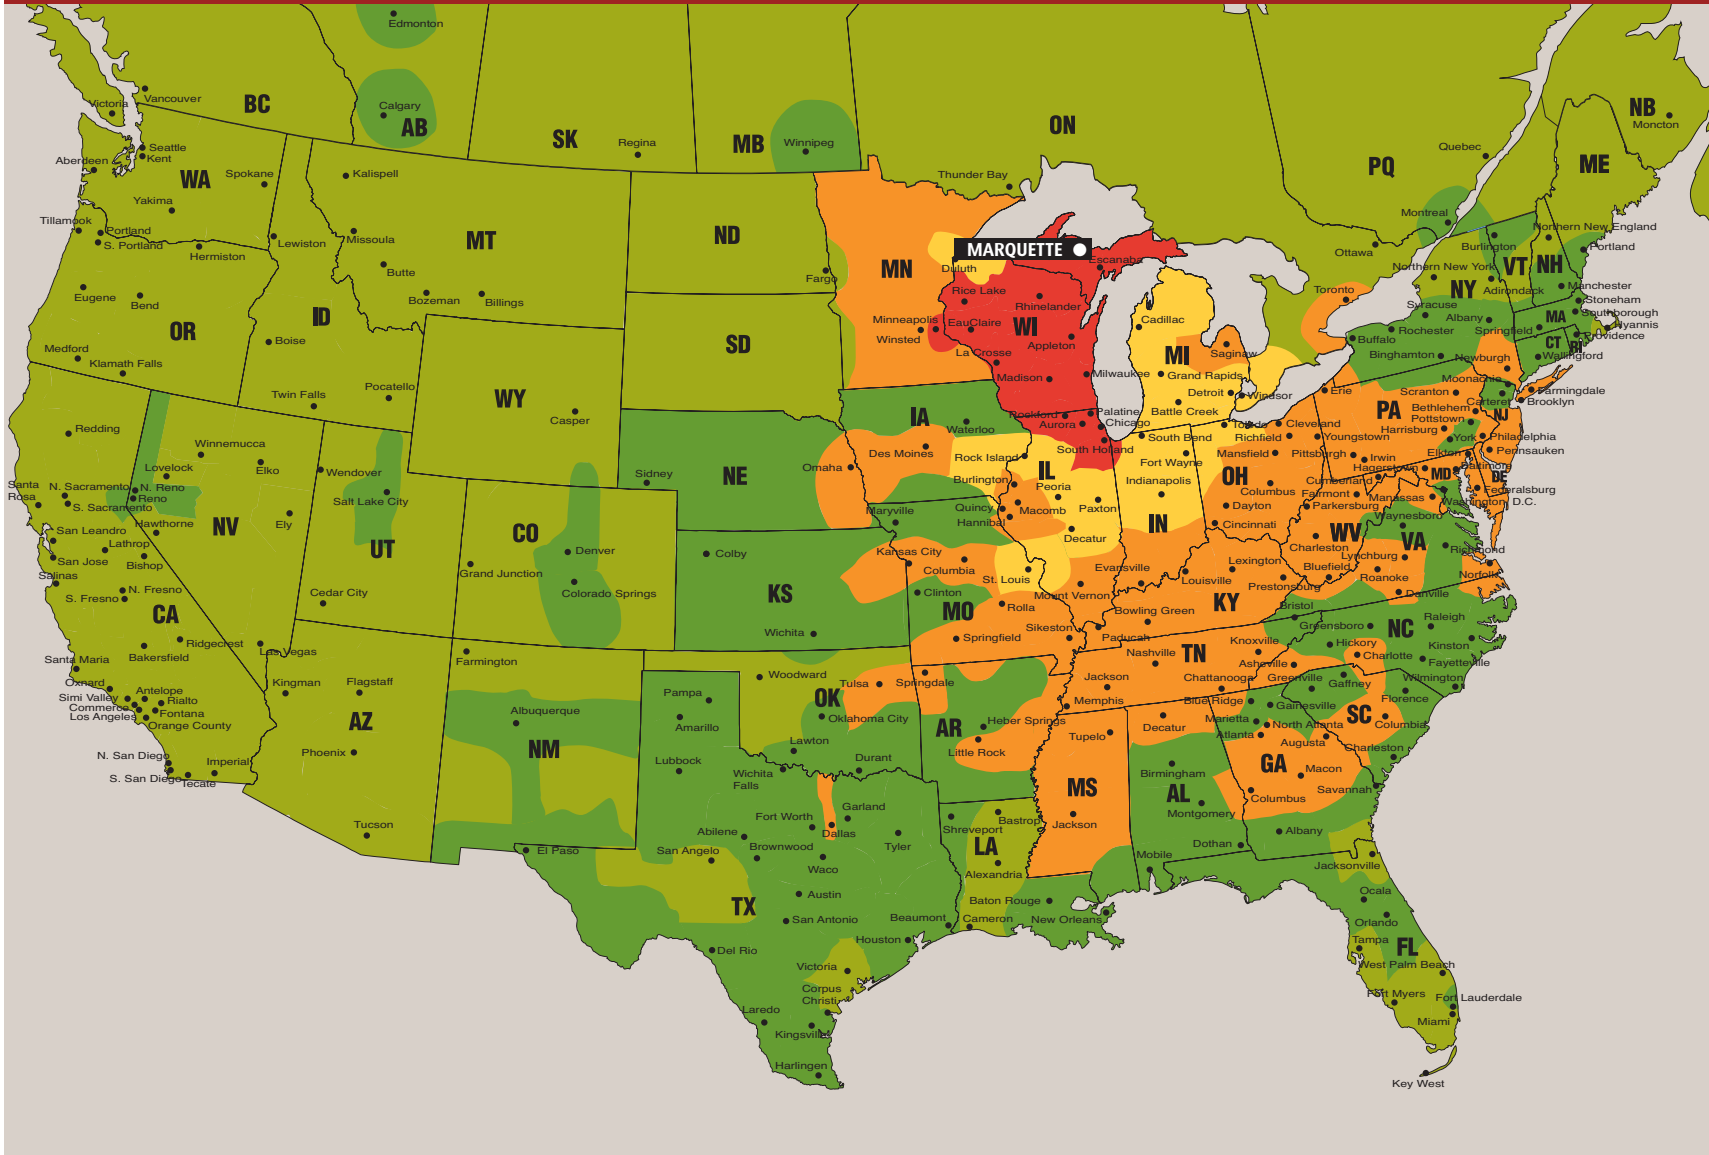 Edmonton
Vancouver
Victoria
BC
Calgary
AB
SK
Regina
MB
Winnipeg
ON
Thunder Bay
PQ
Quebec
Montreal
Ottawa
Toronto
NB
Moncton
ME
Seattle
Kent
Aberdeen
WA
Spokane
Yakima
Tillamook
Portland
S. Portland
Hermiston
Lewiston
Eugene
Bend
OR
Medford
Klamath Falls
Kalispell
Missoula
MT
Butte
Bozeman
Billings
ID
Boise
Twin Falls
Pocatello
WY
Casper
ND
Fargo
SD
MN
Duluth
Minneapolis
Winsted
MARQUETTE
Escanaba
Rice Lake
Rhinelander
EauClaire
WI
Appleton
La Crosse
Madison
Milwaukee
Cadillac
MI
Saginaw
Grand Rapids
Detroit
Windsor
Battle Creek
Northern New England
Burlington
Portland
Northern New York
VT
NH
NY
Adirondack
Manchester
Stoneham
Syracuse
Southborough
Albany
MA
Hyannis
Rochester
Springfield
Providence
Buffalo
CT
RI
Binghamton
Newburgh
Wallingford
Moonachie
Erie
Scranton
Farmingdale
Carteret
Brooklyn
PA
Bethlehem
NJ
Pottstown
Harrisburg
York
Philadelphia
Pittsburgh
Irwin
Elkton
Pennsauken
Hagerstown
Baltimore
MD
DE
Cumberland
Federalsburg
Fairmont
Manassas
Washington, D.C.
Parkersburg
Redding
Winnemucca
Lovelock
Elko
N. Sacramento
N. Reno
Reno
Santa
Rosa
S. Sacramento
Hawthorne
San Leandro
NV
Ely
Lathrop
San Jose
Bishop
Salinas
N. Fresno
S. Fresno
CA
Ridgecrest
Bakersfield
Las Vegas
Santa Maria
Oxnard
Antelope
Simi Valley
Rialto
Commerce
Fontana
Los Angeles
Orange County
N. San Diego
Imperial
S. San Diego
Tecate
Wendover
Salt Lake City
UT
Cedar City
CO
Denver
Grand Junction
Colorado Springs
Kingman
Flagstaff
AZ
Phoenix
Tucson
Farmington
Albuquerque
NM
Sidney
NE
Omaha
Colby
KS
Wichita
IA
Waterloo
Des Moines
Rock Island
Burlington
Rockford
Palatine
Aurora
Chicago
South Holland
IL
Peoria
Quincy
Macomb
Paxton
Hannibal
Decatur
Maryville
Kansas City
Columbia
St. Louis
Clinton
MO
Rolla
Springfield
Sikeston
Mount Vernon
South Bend
Fort Wayne
Indianapolis
IN
Evansville
Toledo
Cleveland
Richfield
Youngstown
Mansfield
OH
Columbus
Dayton
Cincinnati
WV
Charleston
Bluefield
Waynesboro
VA
Richmond
Lynchburg
Roanoke
Norfolk
Danville
Lexington
Louisville
Prestonsburg
Bowling Green
KY
Paducah
Bristol
Greensboro
Raleigh
NC
Hickory
Kinston
Charlotte
Fayetteville
Asheville
Wilmington
Knoxville
Nashville
TN
Jackson
Chattanooga
Memphis
Greenville
Gaffney
Florence
SC
Columbia
Charleston
Blue Ridge
Gainesville
Marietta
North Atlanta
Atlanta
Augusta
GA
Macon
Columbus
Savannah
Albany
Woodward
Tulsa
OK
Oklahoma City
Lawton
Durant
Springdale
AR
Heber Springs
Little Rock
Tupelo
MS
Jackson
Decatur
Birmingham
AL
Montgomery
Dothan
Mobile
Pampa
Amarillo
Lubbock
Wichita
Falls
Fort Worth
Garland
Dallas
Abilene
Tyler
Brownwood
San Angelo
Waco
El Paso
TX
Austin
San Antonio
Beaumont
Houston
Del Rio
Victoria
Corpus
Christi
Laredo
Kingsville
Harlingen
Shreveport
Bastrop
LA
Alexandria
Baton Rouge
Cameron
New Orleans
Jacksonville
Ocala
Orlando
Tampa
FL
West Palm Beach
Fort Myers
Fort Lauderdale
Miami
Key West